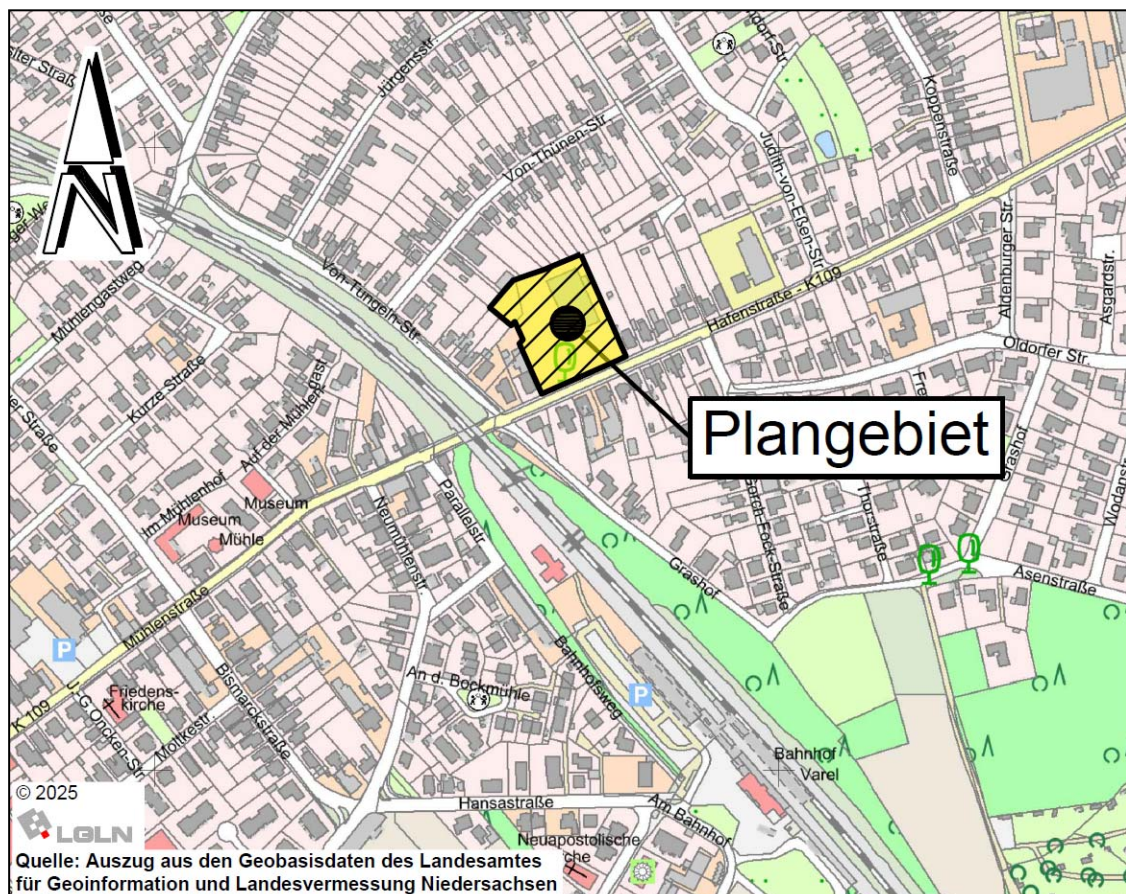 Jürgensstr.
ndorf-Str.
Koppenstraße
Von-Thünen-Str.
Judith-von-Eßen-Str.
N
Mühlengastweg
Von-Tüngeln-Str.
Hafenstraße - K109
Aldenburger Str.
Asgardstr.
Oldorfer Str.
Kurze-Straße
Auf der Mühlengast
Plangebiet
Im Mühlenhof
Museum
Museum
Mühle
Neumühlenstr.
Parallelstr.
Gorch-Fock-Straße
Thorstraße
Grashof
Wodanstr.
Grashof
Asenstraße
Mühlenstraße
P
Bismarckstraße
An d. Bockmühle
Bahnhofsweg
P
Friedens-
kirche
K 109
J.-G.Oncken-Str.
Moltkestr.
Bahnhof
Varel
Hansastraße
Am Bahnhof
Neuapostolische
© 2025
LGLN
Quelle: Auszug aus den Geobasisdaten des Landesamtes
für Geoinformation und Landesvermessung Niedersachsen